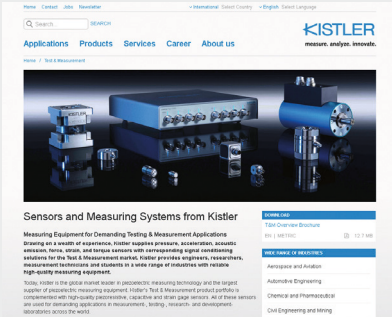 Home Contact Jobs Newsletter
International Select Country English Select Language
Search SEARCH
KISTLER
measure. analyze. innovate.
Applications Products Services Career About us
Home / Test & Measurement
KISTLER
Sensors and Measuring Systems from Kistler
Measuring Equipment for Demanding Testing & Measurement Applications
Drawing on a wealth of experience, Kistler supplies pressure, acceleration, acoustic
emission, force, strain, and torque sensors with corresponding signal conditioning
solutions for the Test & Measurement market. Kistler provides engineers, researchers,
measurement technicians and students in a wide range of industries with reliable
high-quality measuring equipment.
Today, Kistler is the global market leader in piezoelectric measuring technology and the largest
supplier of piezoelectric measuring equipment. Kistler's Test & Measurement product portfolio is
complemented with high-quality piezoresistive, capacitive and strain gage sensors. All of these sensors
are used for demanding applications in measurement-, testing-, research- and development-
laboratories across the world.
DOWNLOAD
T&M Overview Brochure
EN | METRIC 12.7 MB
WIDE RANGE OF INDUSTRIES
Aerospace and Aviation
Automotive Engineering
Chemical and Pharmaceutical
Civil Engineering and Mining